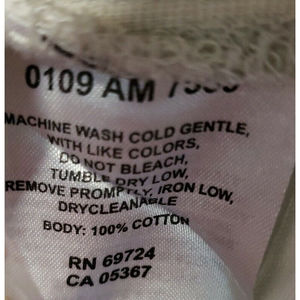 0109 AM
MACHINE WASH COLD GENTLE,
WITH LIKE COLORS,
DO NOT BLEACH,
TUMBLE DRY LOW,
REMOVE PROMPTLY, IRON LOW,
DRYCLEANABLE
BODY: 100% COTTON
RN 69724
CA 05367